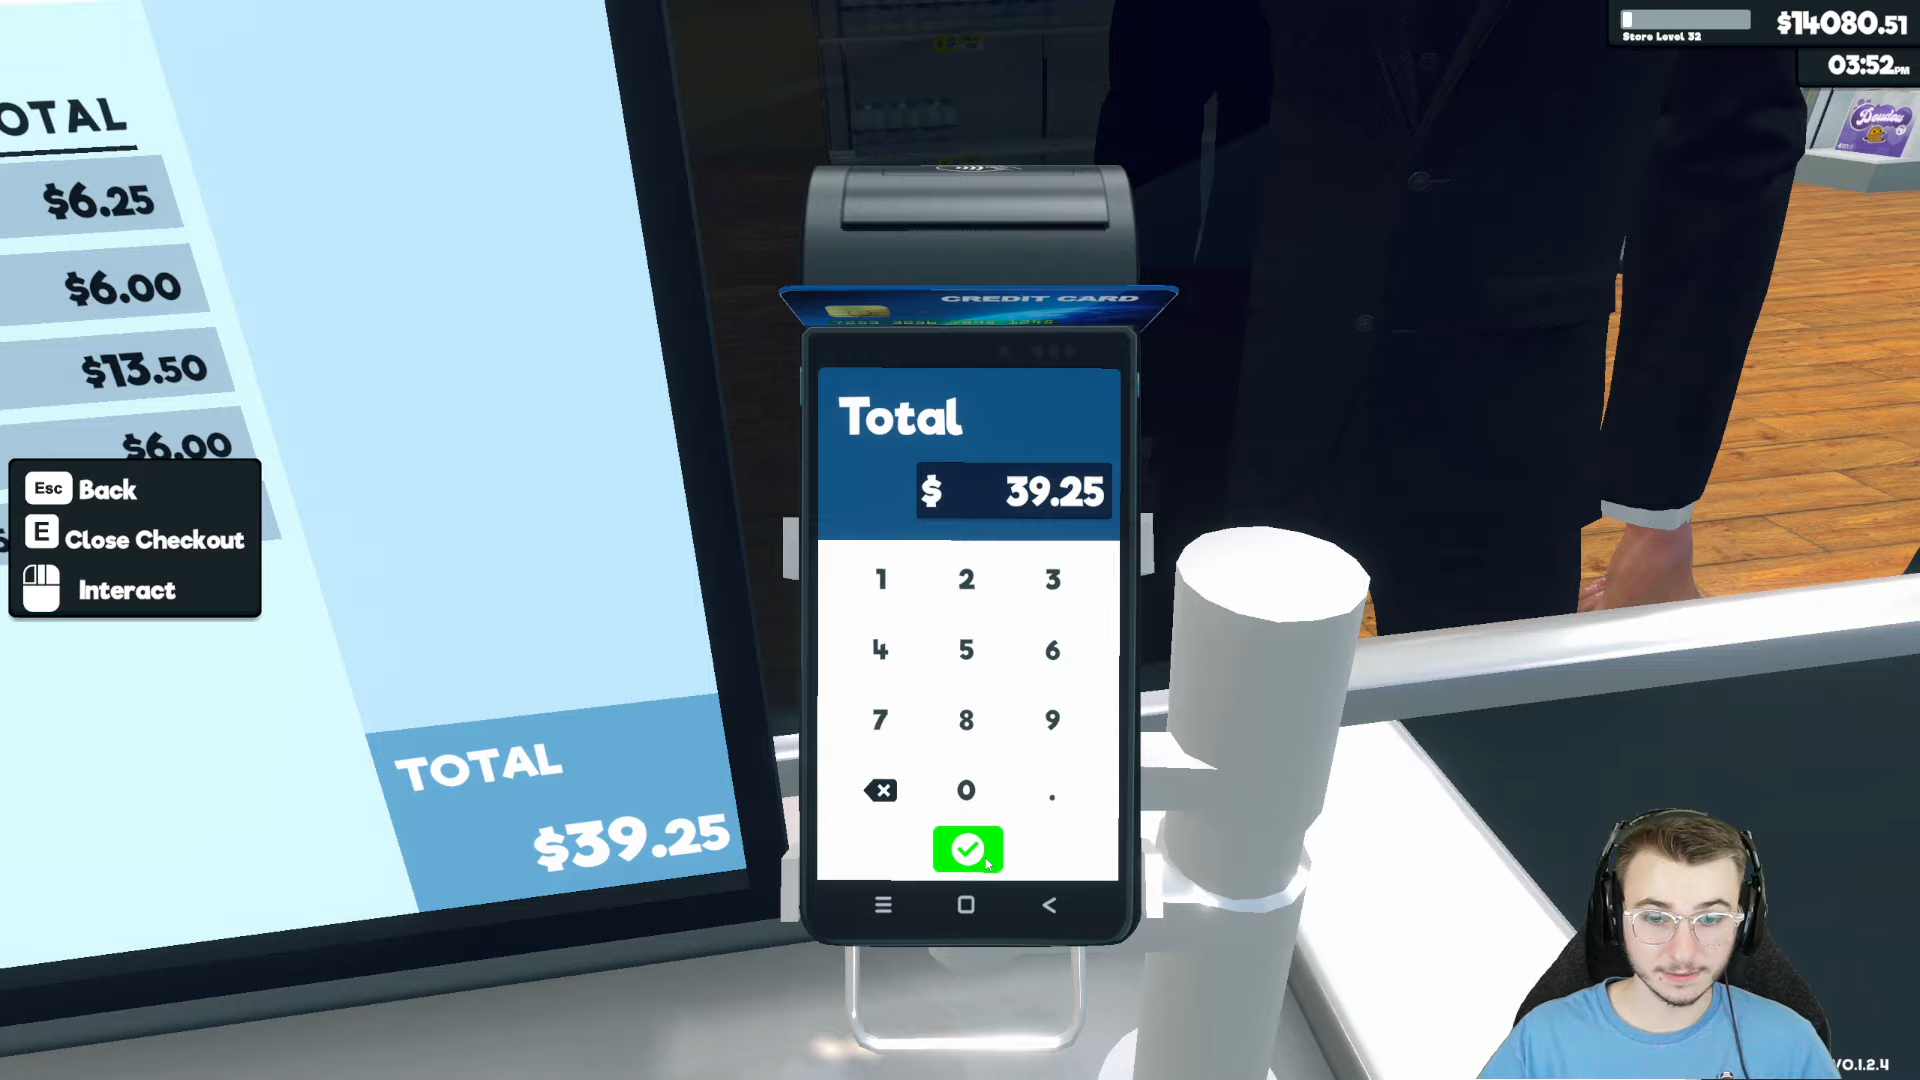 $14080.51
Store Level 32
03:52PM
Doudou
OTAL
$6.25
$6.00
$13.50
$6.00
Esc Back
E Close Checkout
Interact
TOTAL
$39.25
CREDIT CARD
Total
$ 39.25
1 2 3
4 5 6
7 8 9
0 .
V0.1.2.4